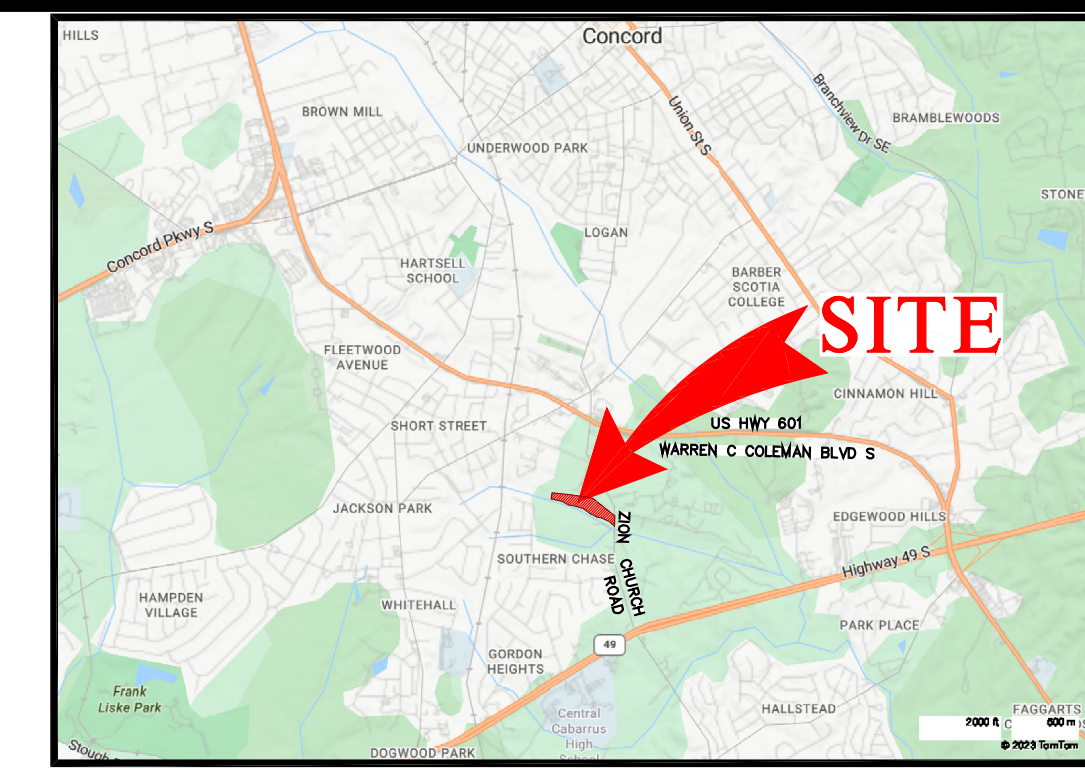 HILLS
Concord
BROWN MILL
Union St S
Branchview Dr SE
BRAMBLEWOODS
UNDERWOOD PARK
STONE
Concord Pkwy S
LOGAN
HARTSELL
SCHOOL
BARBER
SCOTIA
COLLEGE
SITE
FLEETWOOD
AVENUE
CINNAMON HILL
SHORT STREET
US HWY 601
WARREN C COLEMAN BLVD S
JACKSON PARK
ZION CHURCH
ROAD
EDGEWOOD HILLS
SOUTHERN CHASE
Highway 49 S
HAMPDEN
VILLAGE
WHITEHALL
PARK PLACE
49
GORDON
HEIGHTS
Frank
Liske Park
Central
Cabarrus
High
School
HALLSTEAD
FAGGARTS
2000 ft
600 m
Stough
DOGWOOD PARK
© 2023 TomTom